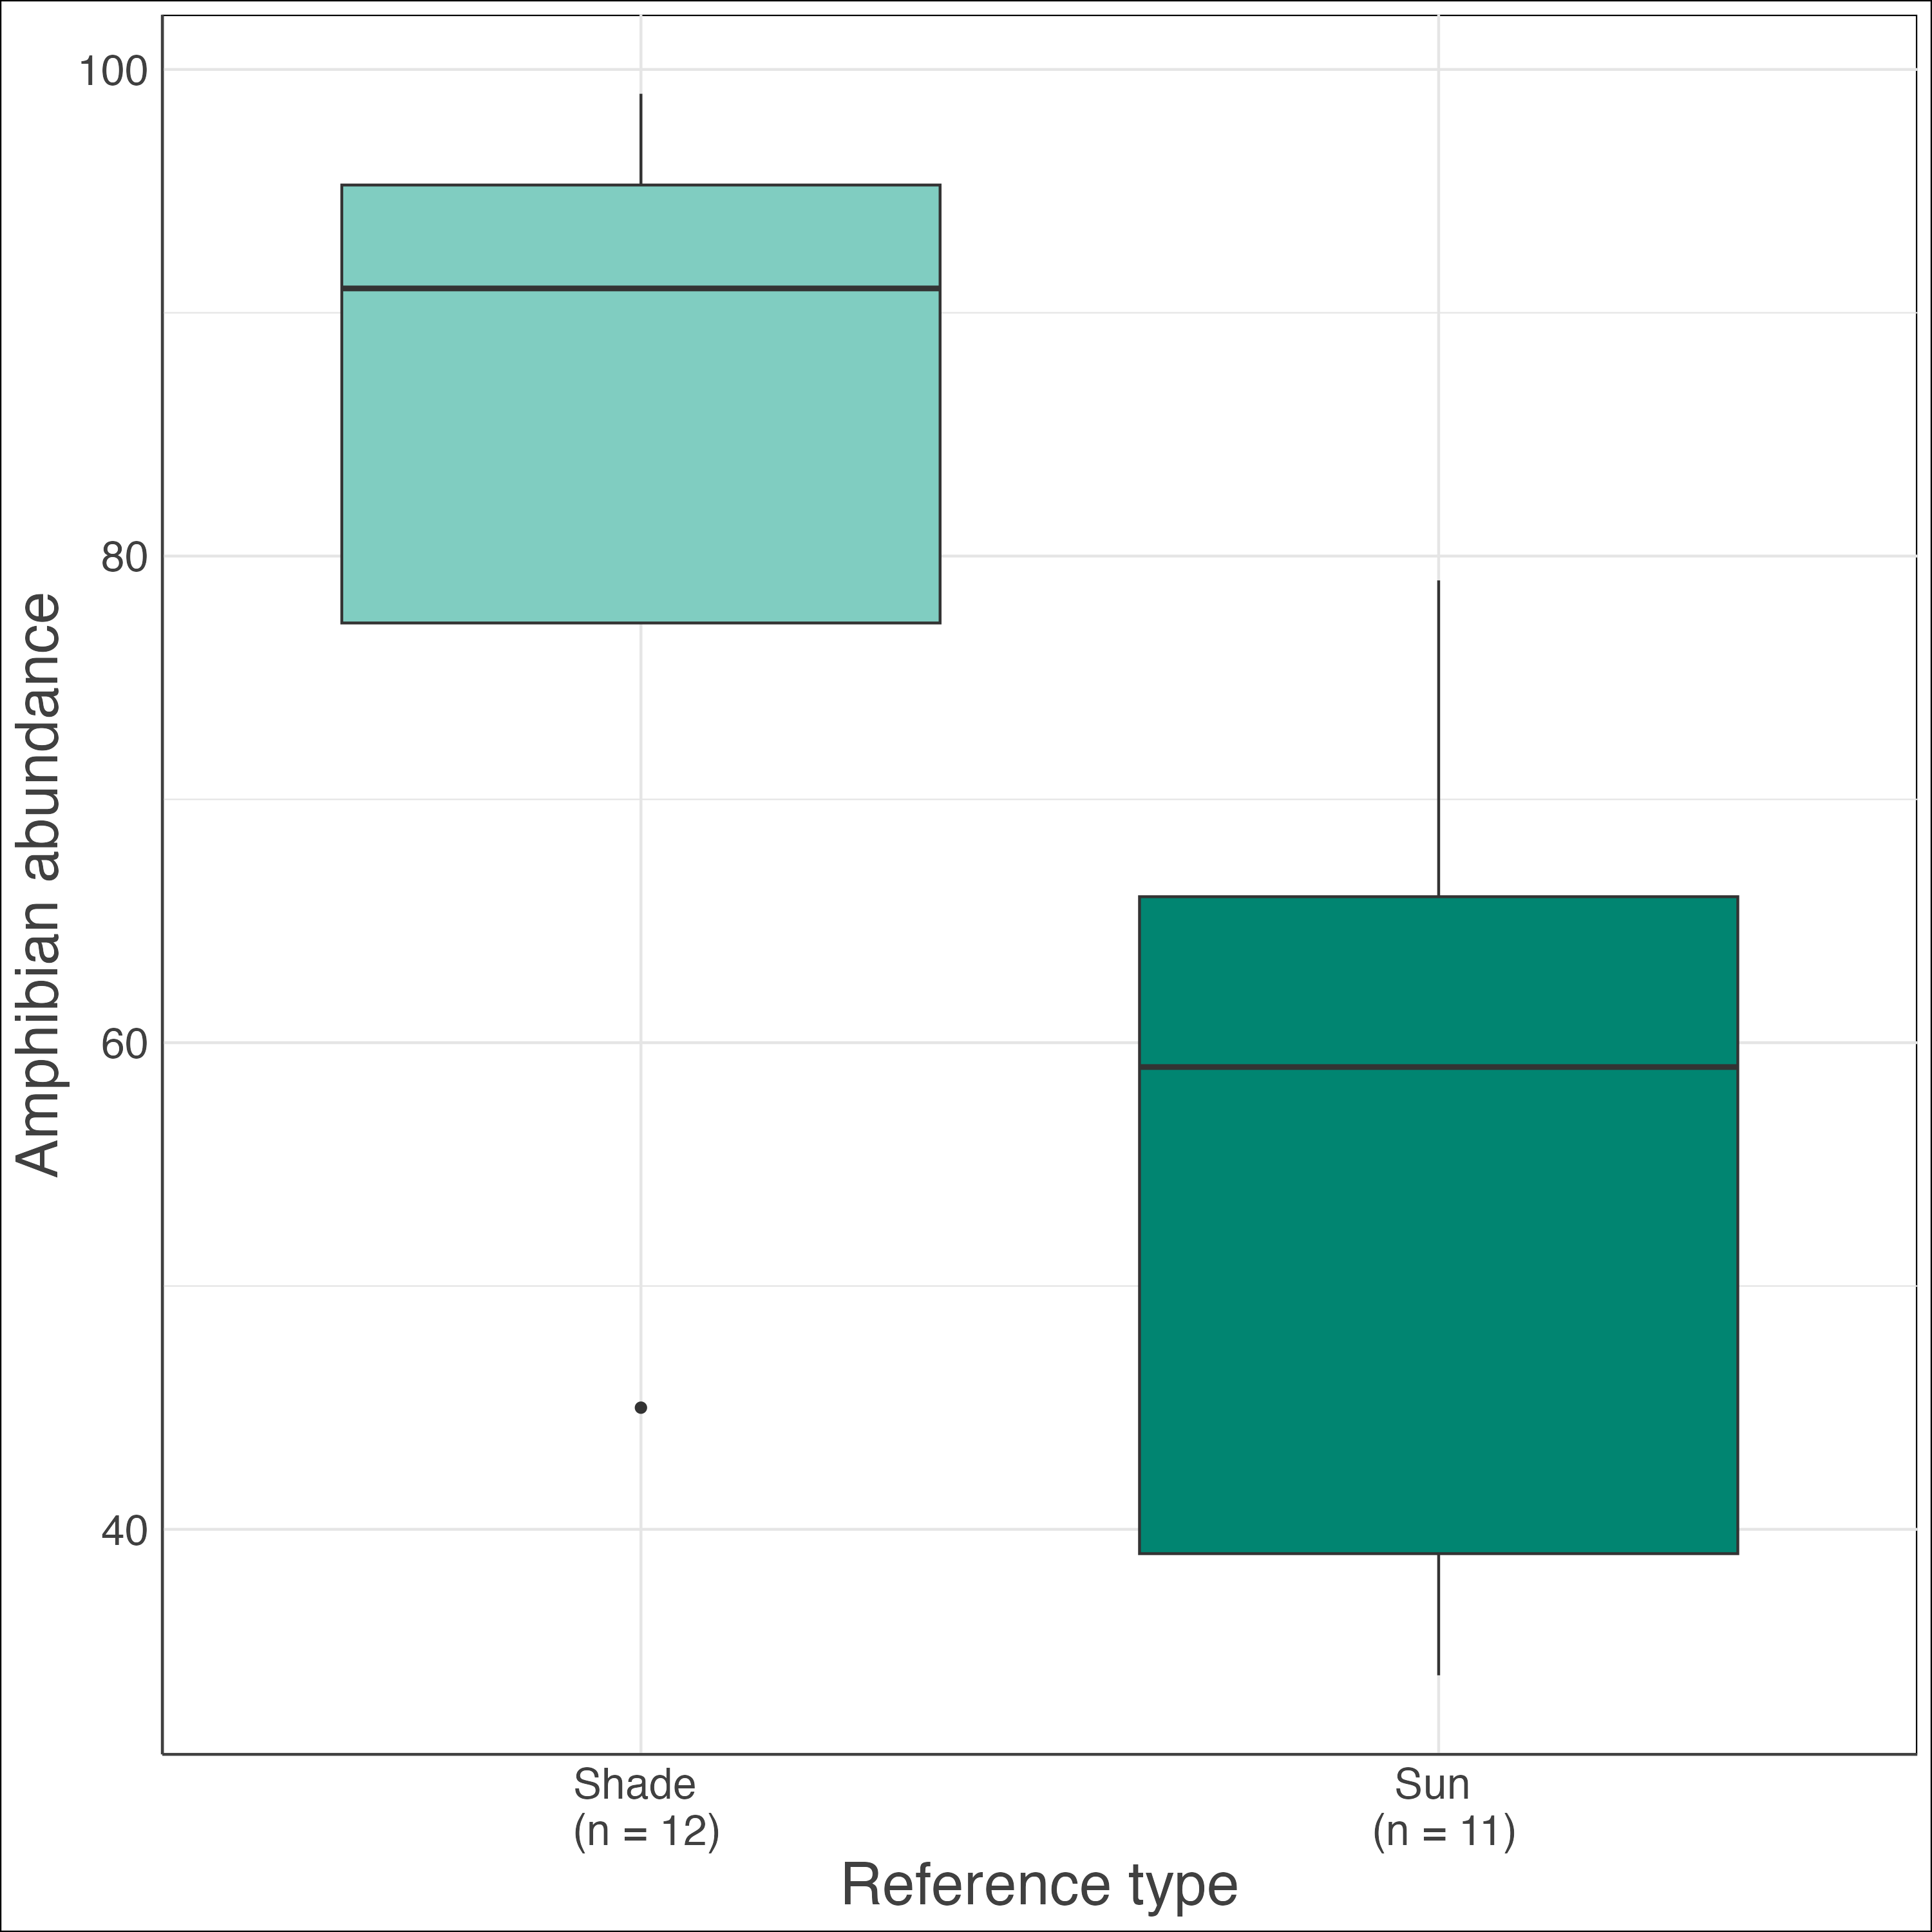 Amphibian abundance
100
80
60
40
Shade
(n = 12)
Sun
(n = 11)
Reference type